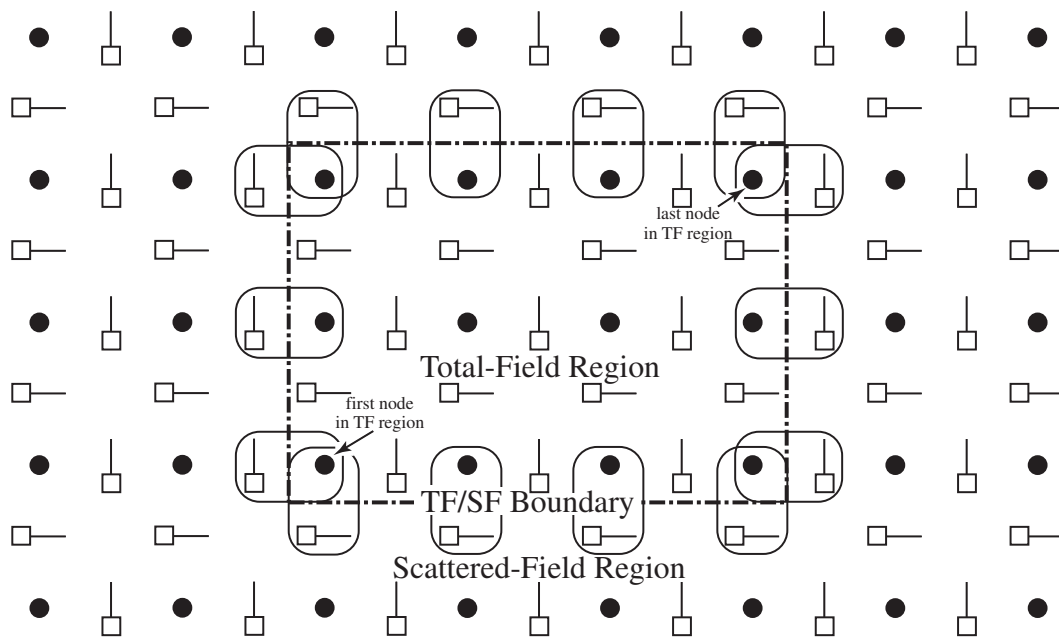 last node
in TF region
Total-Field Region
first node
in TF region
TF/SF Boundary
Scattered-Field Region